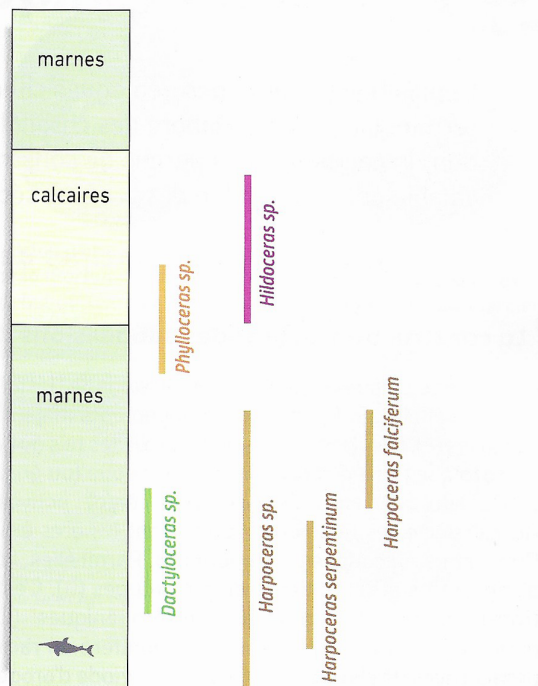 marnes
calcaires
marnes
Phylloceras sp.
Hildoceras sp.
Dactyloceras sp.
Harpoceras sp.
Harpoceras serpentinum
Harpoceras falciferum